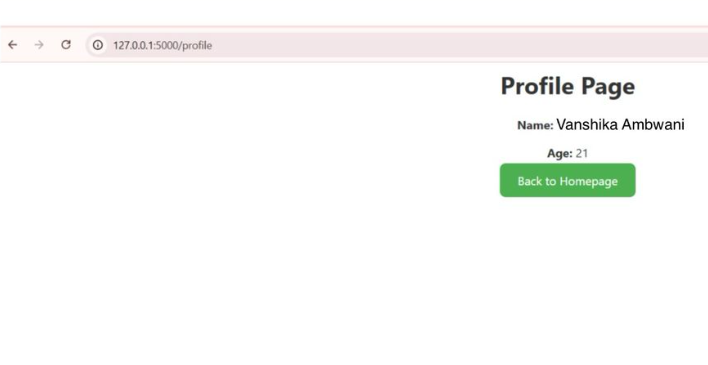 127.0.0.1:5000/profile
Profile Page
Name: Vanshika Ambwani
Age: 21
Back to Homepage